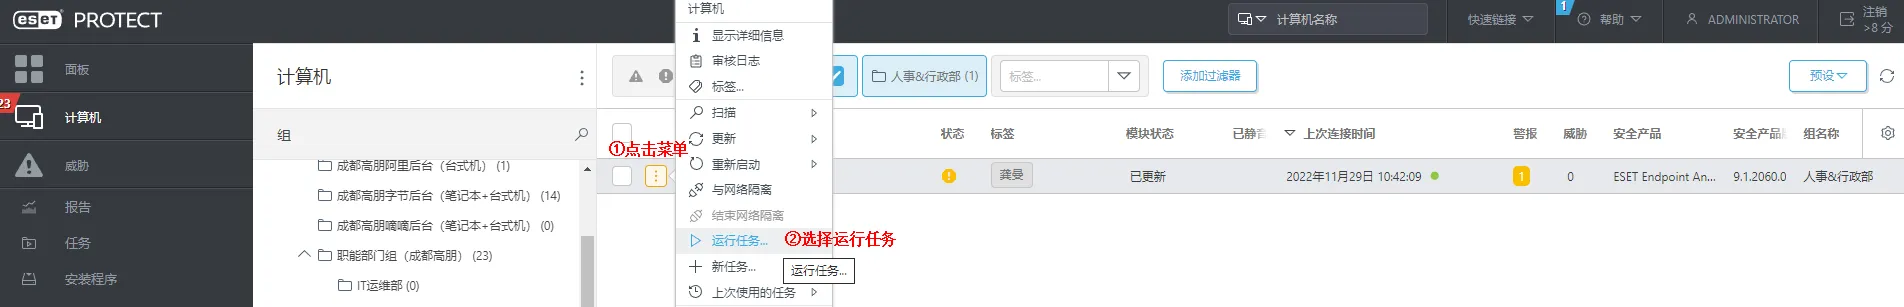 eset PROTECT
计算机名称
快速链接
1
帮助
ADMINISTRATOR
注销
>8 分
面板
23
计算机
威胁
报告
任务
安装程序
计算机
组
成都高朋阿里后台（台式机） (1)
成都高朋字节后台（笔记本+台式机） (14)
成都高朋嘀嘀后台（笔记本+台式机） (0)
职能部门组（成都高朋） (23)
IT运维部 (0)
计算机
显示详细信息
审核日志
标签...
扫描
更新
重新启动
与网络隔离
结束网络隔离
运行任务...
新任务...
上次使用的任务
运行任务...
①点击菜单
②选择运行任务
人事&行政部 (1)
标签...
添加过滤器
预设
状态 标签 模块状态 已静音 上次连接时间 警报 威胁 安全产品 安全产品 组名称
龚曼 已更新 2022年11月29日 10:42:09 1 0 ESET Endpoint An... 9.1.2060.0 人事&行政部